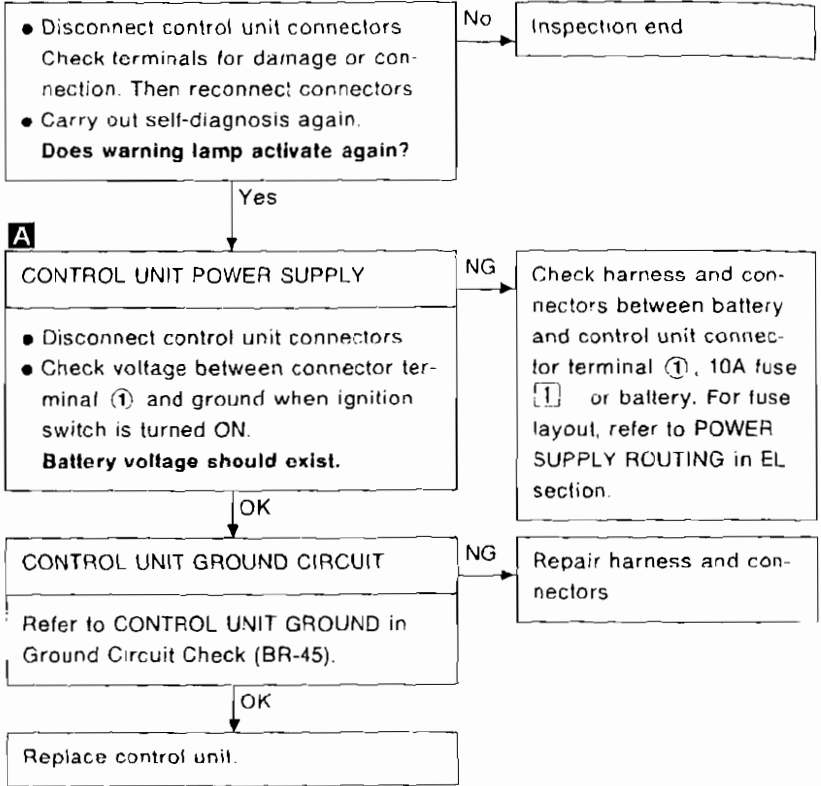 ● Disconnect control unit connectors
Check terminals for damage or con-
nection. Then reconnect connectors
● Carry out self-diagnosis again.
Does warning lamp activate again?
No
Inspection end
Yes
A
CONTROL UNIT POWER SUPPLY
● Disconnect control unit connectors
● Check voltage between connector ter-
minal ① and ground when ignition
switch is turned ON.
Battery voltage should exist.
NG
Check harness and con-
nectors between battery
and control unit connec-
tor terminal ①, 10A fuse
[1] or battery. For fuse
layout, refer to POWER
SUPPLY ROUTING in EL
section.
OK
CONTROL UNIT GROUND CIRCUIT
Refer to CONTROL UNIT GROUND in
Ground Circuit Check (BR-45).
NG
Repair harness and con-
nectors
OK
Replace control unit.